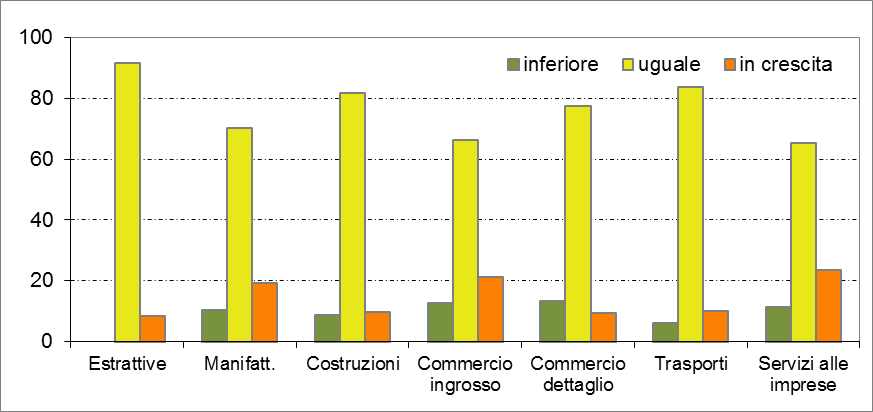 100
80
60
40
20
0
inferiore uguale in crescita
Estrattive Manifatt. Costruzioni Commercio Commercio Trasporti Servizi alle
ingrosso dettaglio imprese